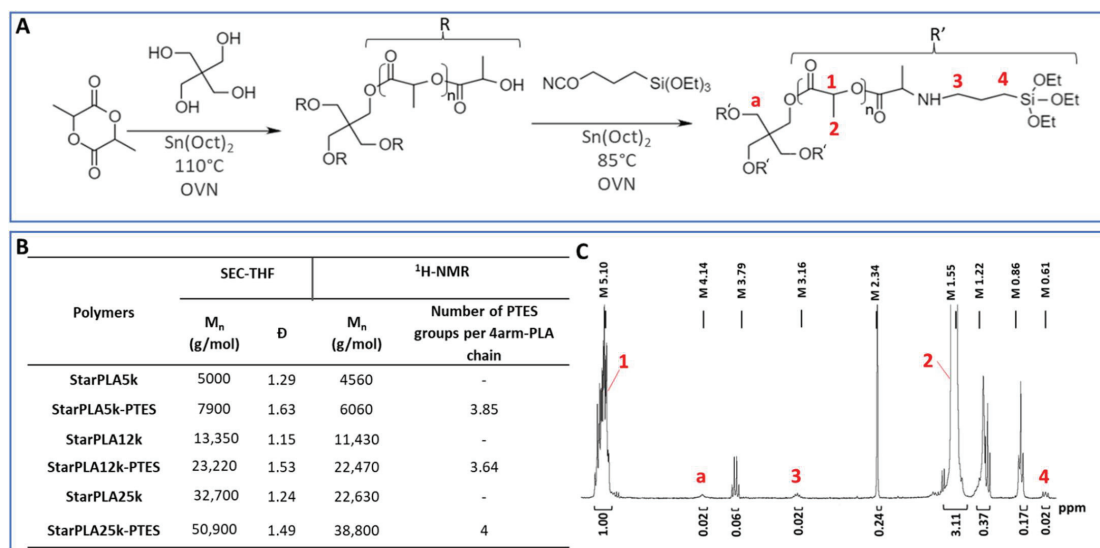 A
OH
HO
OH
OH
O
O
O
O
Sn(Oct)2
110°C
OVN
R
O
O
O
OH
n
O
RO
RO
OR
OCN
Si(OEt)3
Sn(Oct)2
85°C
OVN
R'
a
1
2
3
4
O
O
O
n
O
NH
OEt
Si
OEt
OEt
R'O
R'O
OR'
B
SEC-THF 1H-NMR
Polymers Mn (g/mol) Đ Mn (g/mol) Number of PTES groups per 4arm-PLA chain
StarPLA5k 5000 1.29 4560 -
StarPLA5k-PTES 7900 1.63 6060 3.85
StarPLA12k 13,350 1.15 11,430 -
StarPLA12k-PTES 23,220 1.53 22,470 3.64
StarPLA25k 32,700 1.24 22,630 -
StarPLA25k-PTES 50,900 1.49 38,800 4
C
M 5.10 M 4.14 M 3.79 M 3.16 M 2.34 M 1.55 M 1.22 M 0.86 M 0.61
1 2
a 3 4
ppm
1.00 0.02 0.06 0.02 0.24 3.11 0.37 0.17 0.02